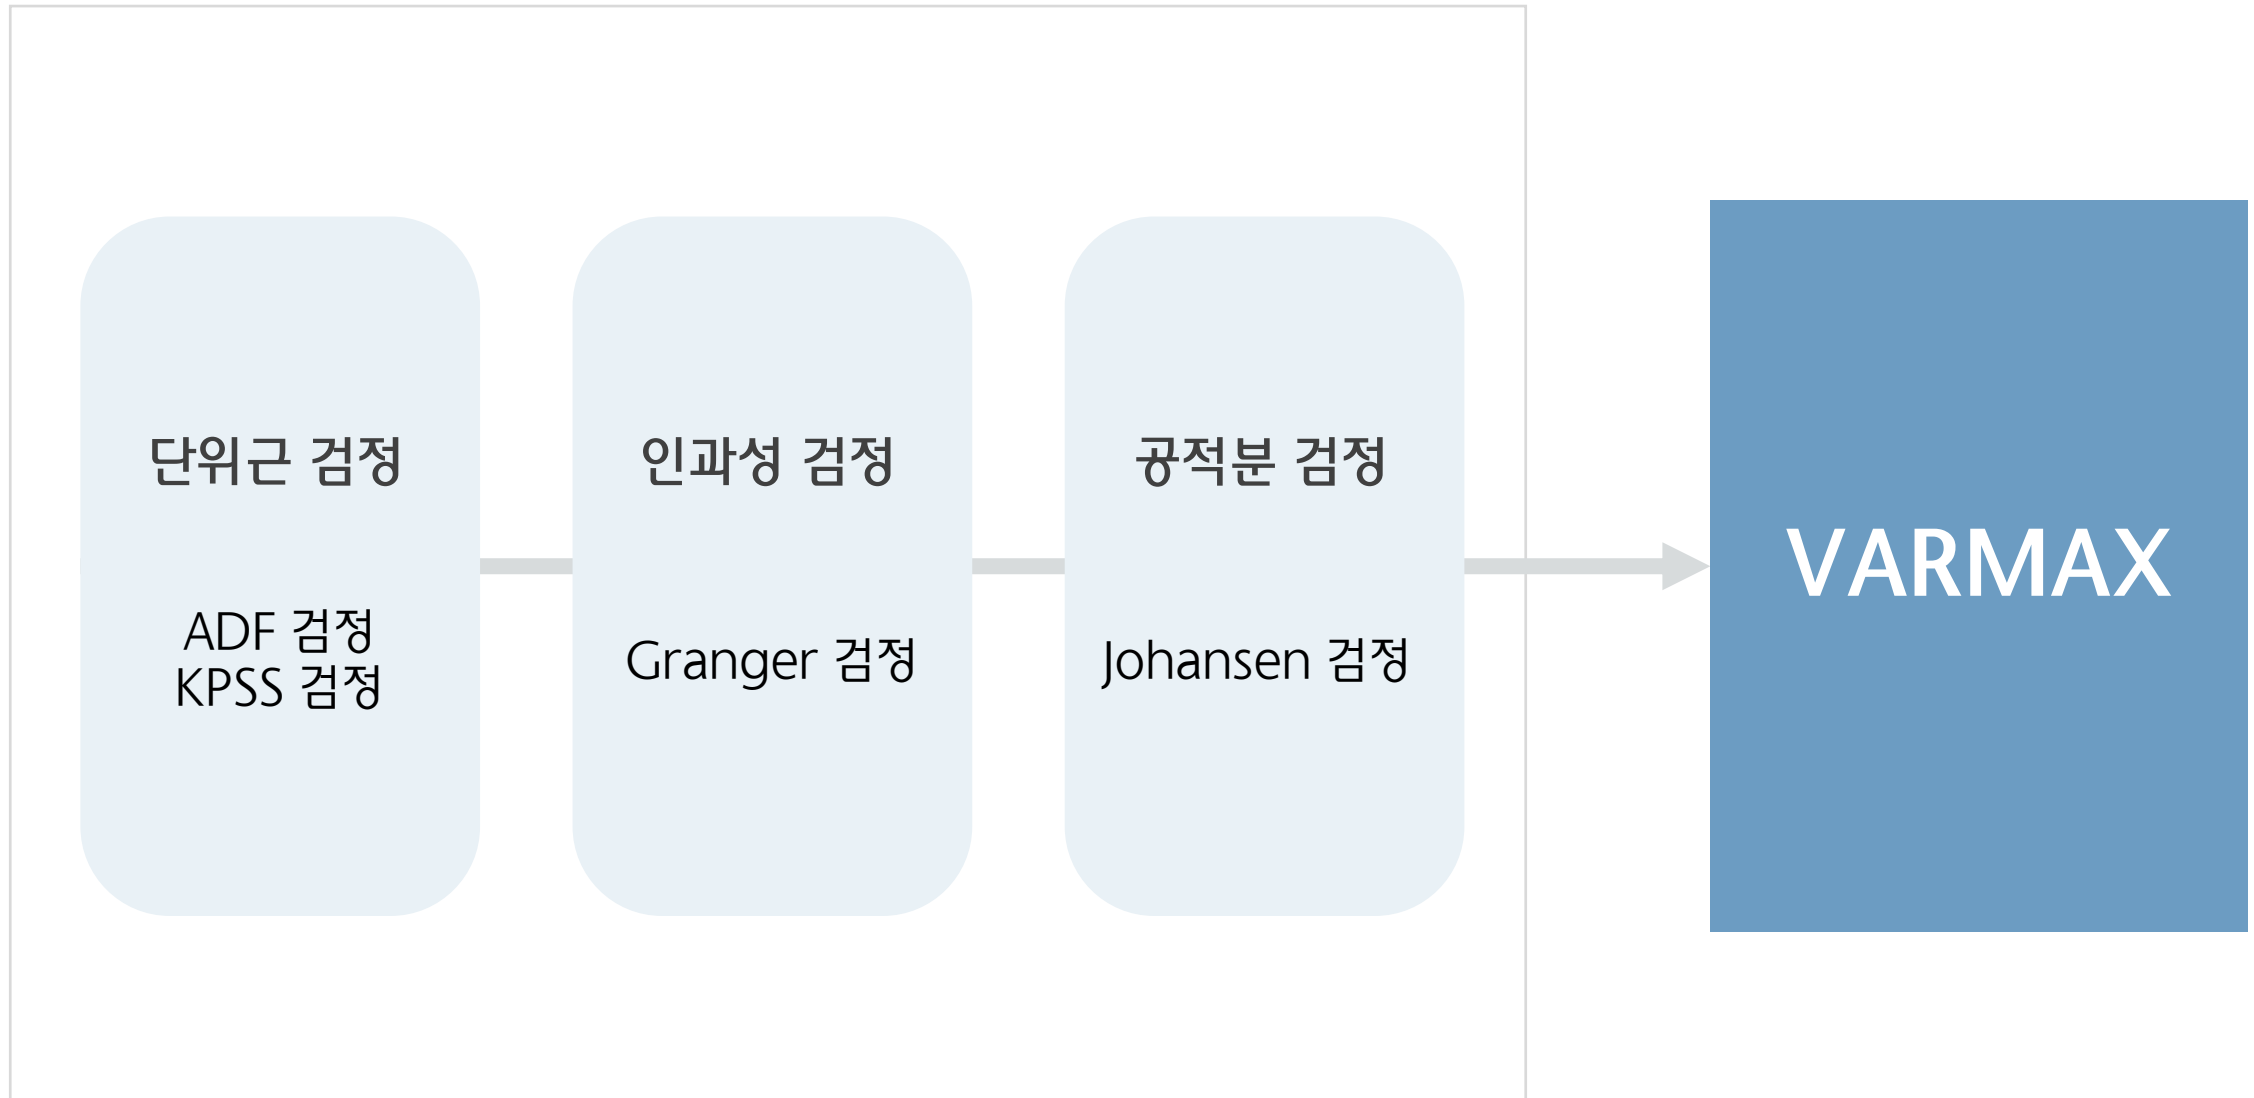 단위근 검정
ADF 검정
KPSS 검정
인과성 검정
Granger 검정
공적분 검정
Johansen 검정
VARMAX